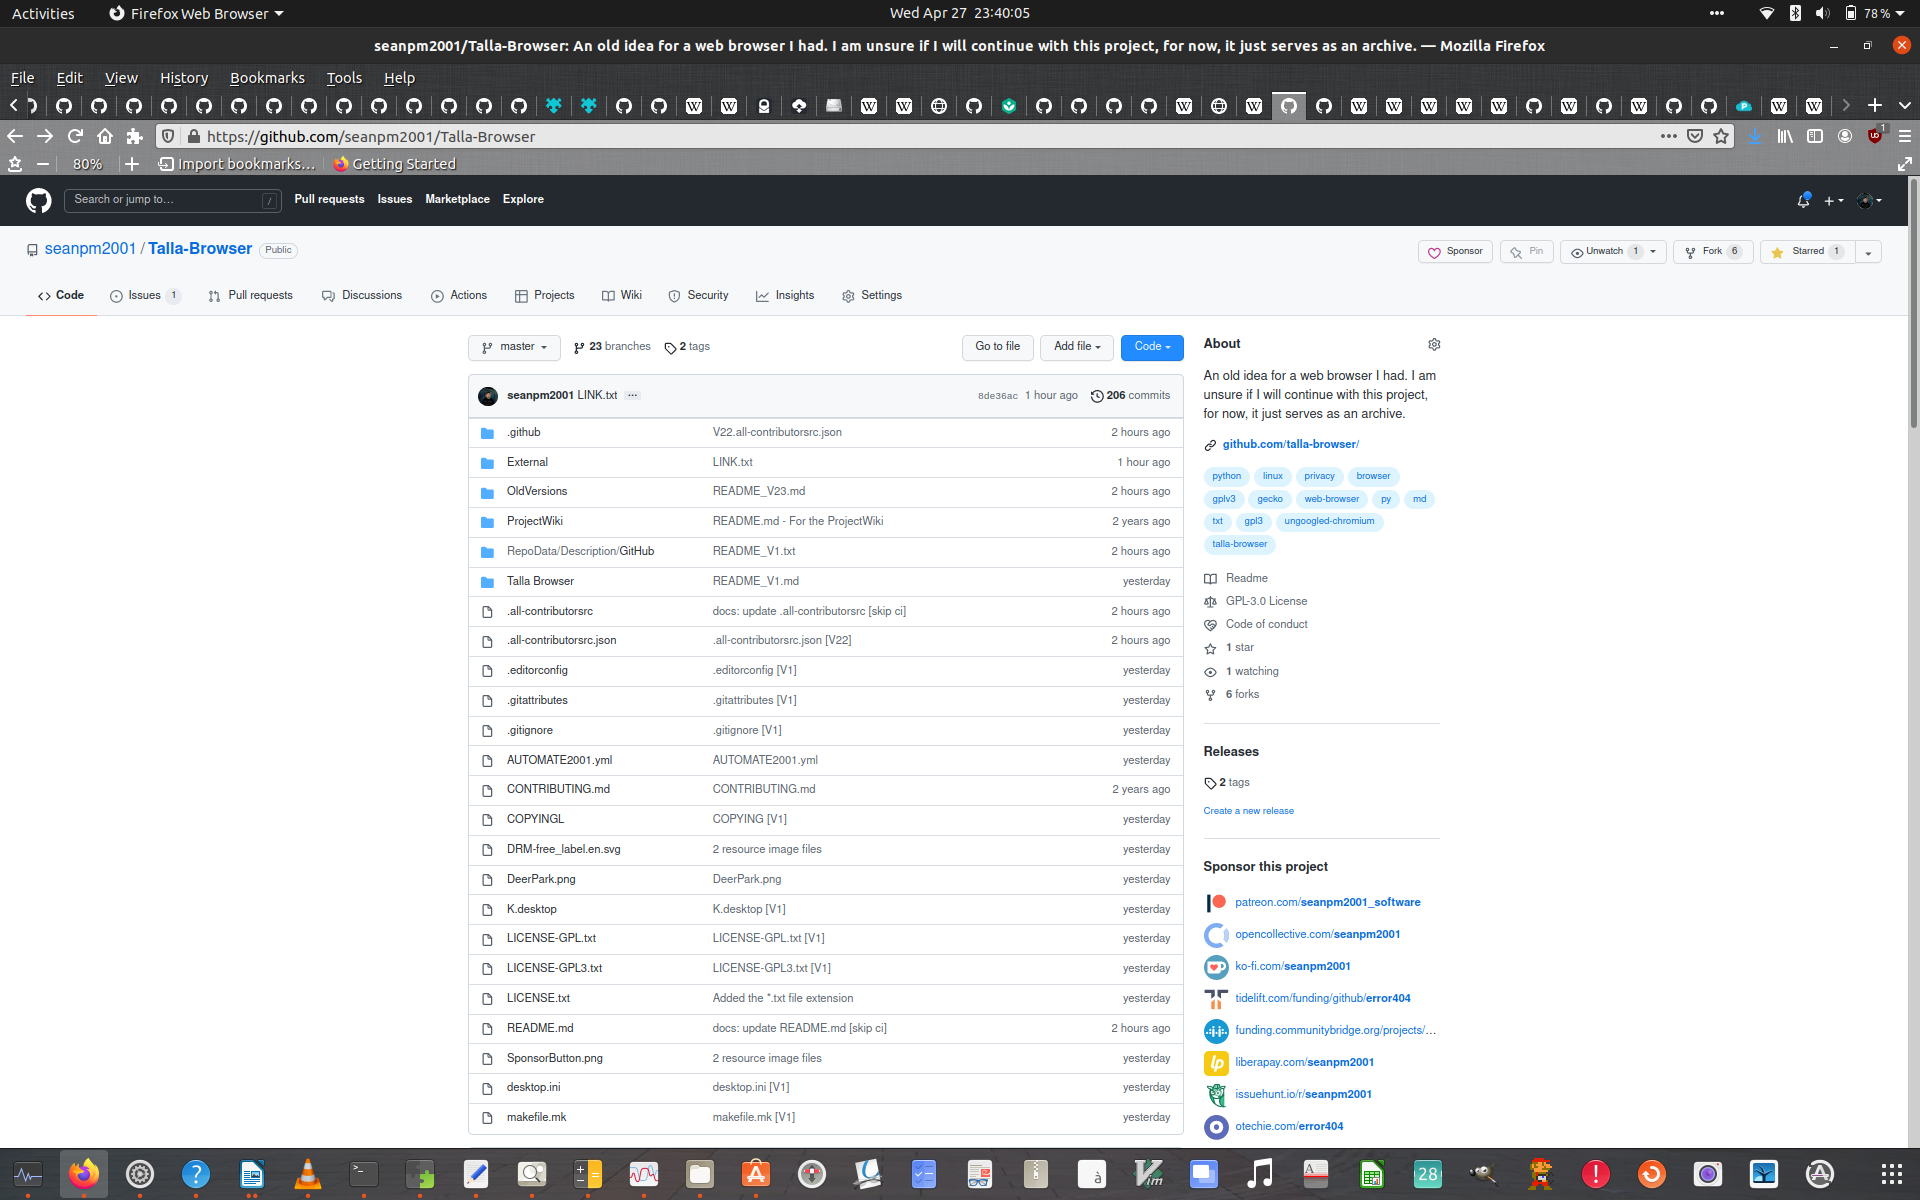 Activities
Firefox Web Browser
Wed Apr 27 23:40:05
78 %
seanpm2001/Talla-Browser: An old idea for a web browser I had. I am unsure if I will continue with this project, for now, it just serves as an archive. — Mozilla Firefox
File Edit View History Bookmarks Tools Help
https://github.com/seanpm2001/Talla-Browser
1
80%
Import bookmarks...
Getting Started
Search or jump to...
/
Pull requests Issues Marketplace Explore
seanpm2001 / Talla-Browser Public
Sponsor
Pin
Unwatch 1
Fork 6
Starred 1
Code
Issues 1
Pull requests
Discussions
Actions
Projects
Wiki
Security
Insights
Settings
master
23 branches
2 tags
Go to file
Add file
Code
seanpm2001 LINK.txt ...
8de36ac 1 hour ago
206 commits
.github V22.all-contributorsrc.json 2 hours ago
External LINK.txt 1 hour ago
OldVersions README_V23.md 2 hours ago
ProjectWiki README.md - For the ProjectWiki 2 years ago
RepoData/Description/GitHub README_V1.txt 2 hours ago
Talla Browser README_V1.md yesterday
.all-contributorsrc docs: update .all-contributorsrc [skip ci] 2 hours ago
.all-contributorsrc.json .all-contributorsrc.json [V22] 2 hours ago
.editorconfig .editorconfig [V1] yesterday
.gitattributes .gitattributes [V1] yesterday
.gitignore .gitignore [V1] yesterday
AUTOMATE2001.yml AUTOMATE2001.yml yesterday
CONTRIBUTING.md CONTRIBUTING.md 2 years ago
COPYINGL COPYING [V1] yesterday
DRM-free_label.en.svg 2 resource image files yesterday
DeerPark.png DeerPark.png yesterday
K.desktop K.desktop [V1] yesterday
LICENSE-GPL.txt LICENSE-GPL.txt [V1] yesterday
LICENSE-GPL3.txt LICENSE-GPL3.txt [V1] yesterday
LICENSE.txt Added the *.txt file extension yesterday
README.md docs: update README.md [skip ci] 2 hours ago
SponsorButton.png 2 resource image files yesterday
desktop.ini desktop.ini [V1] yesterday
makefile.mk makefile.mk [V1] yesterday
About
An old idea for a web browser I had. I am
unsure if I will continue with this project,
for now, it just serves as an archive.
github.com/talla-browser/
python linux privacy browser
gplv3 gecko web-browser py md
txt gpl3 ungoogled-chromium
talla-browser
Readme
GPL-3.0 License
Code of conduct
1 star
1 watching
6 forks
Releases
2 tags
Create a new release
Sponsor this project
patreon.com/seanpm2001_software
opencollective.com/seanpm2001
ko-fi.com/seanpm2001
tidelift.com/funding/github/error404
funding.communitybridge.org/projects/...
liberapay.com/seanpm2001
issuehunt.io/r/seanpm2001
otechie.com/error404
28